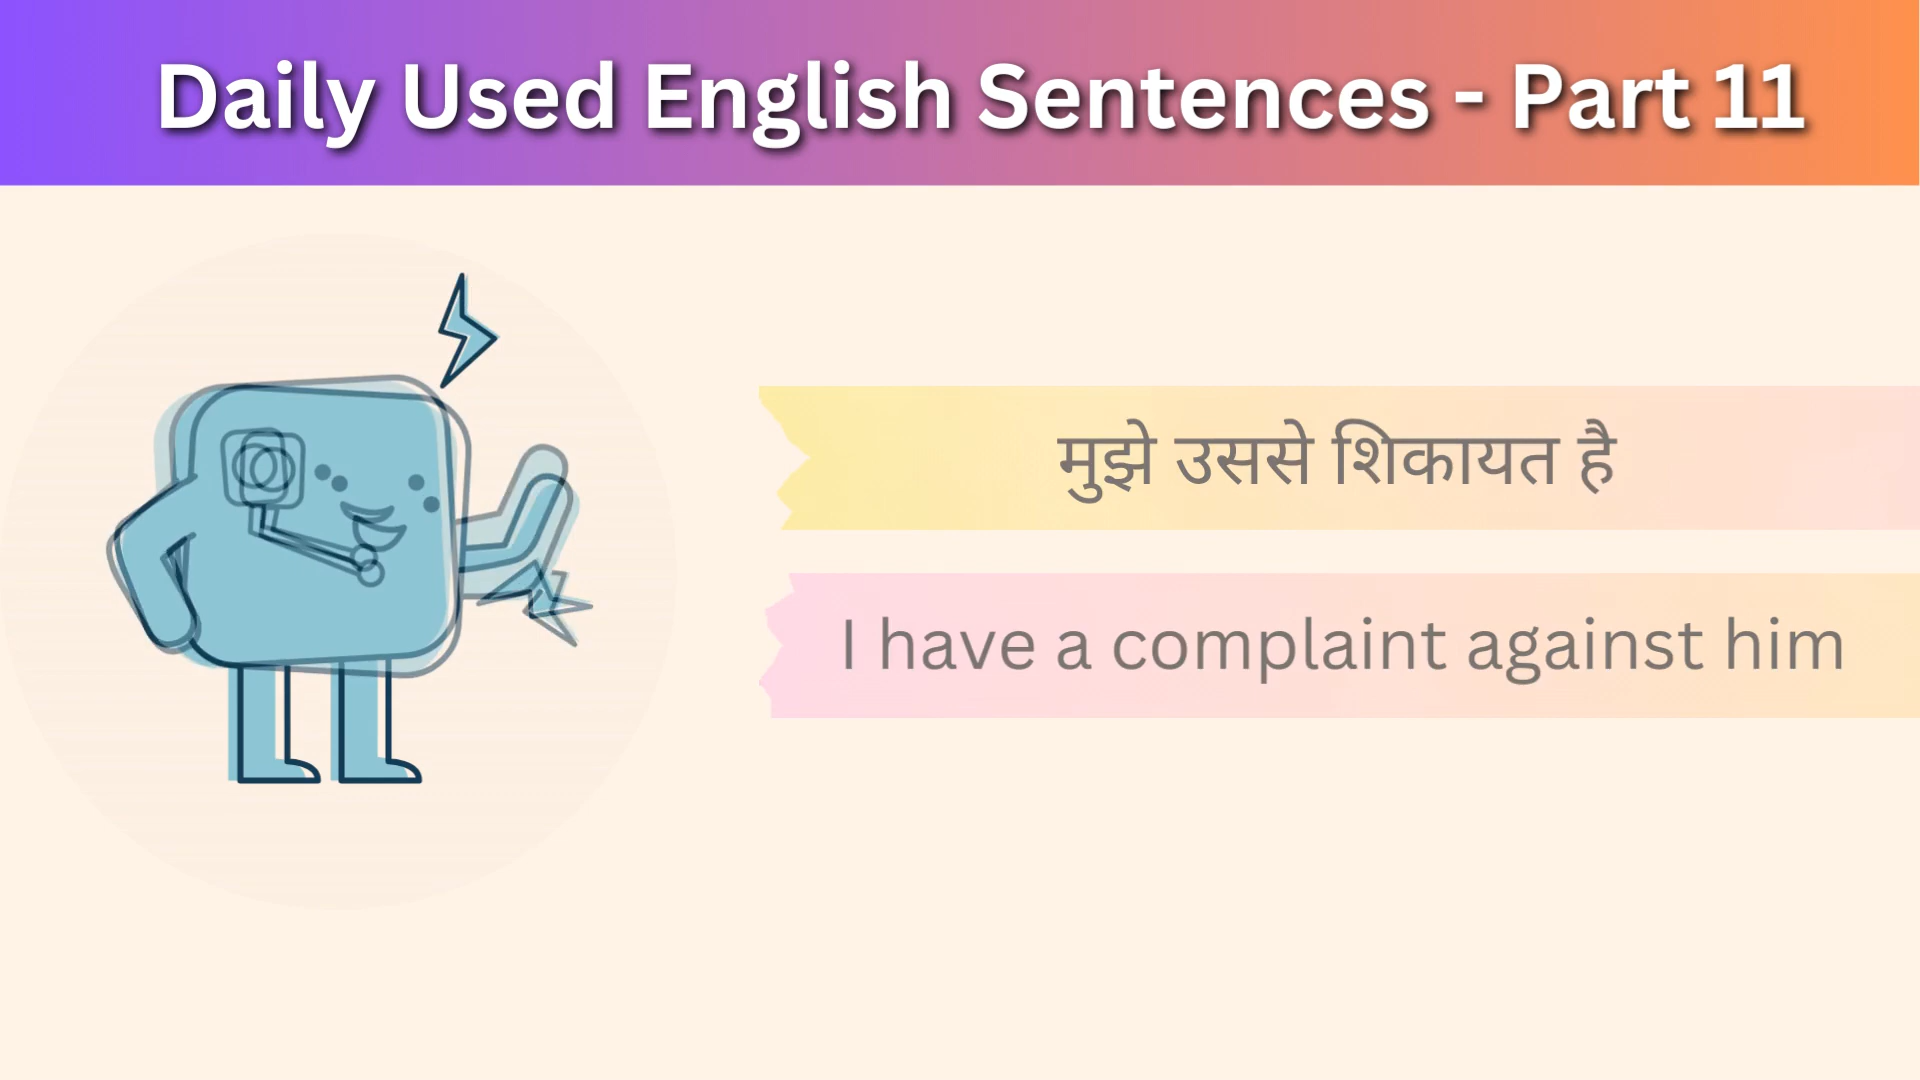 Daily Used English Sentences - Part 11
मुझे उससे शिकायत है
I have a complaint against him